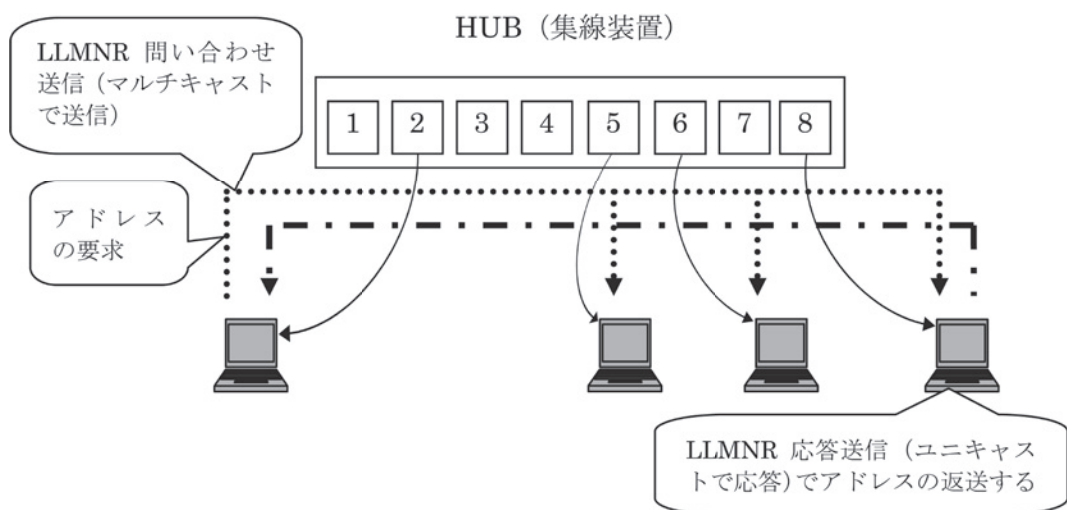 HUB（集線装置）
LLMNR 問い合わせ
送信（マルチキャスト
で送信）
1 2 3 4 5 6 7 8
アドレス
の要求
LLMNR 応答送信（ユニキャス
トで応答）でアドレスの返送する